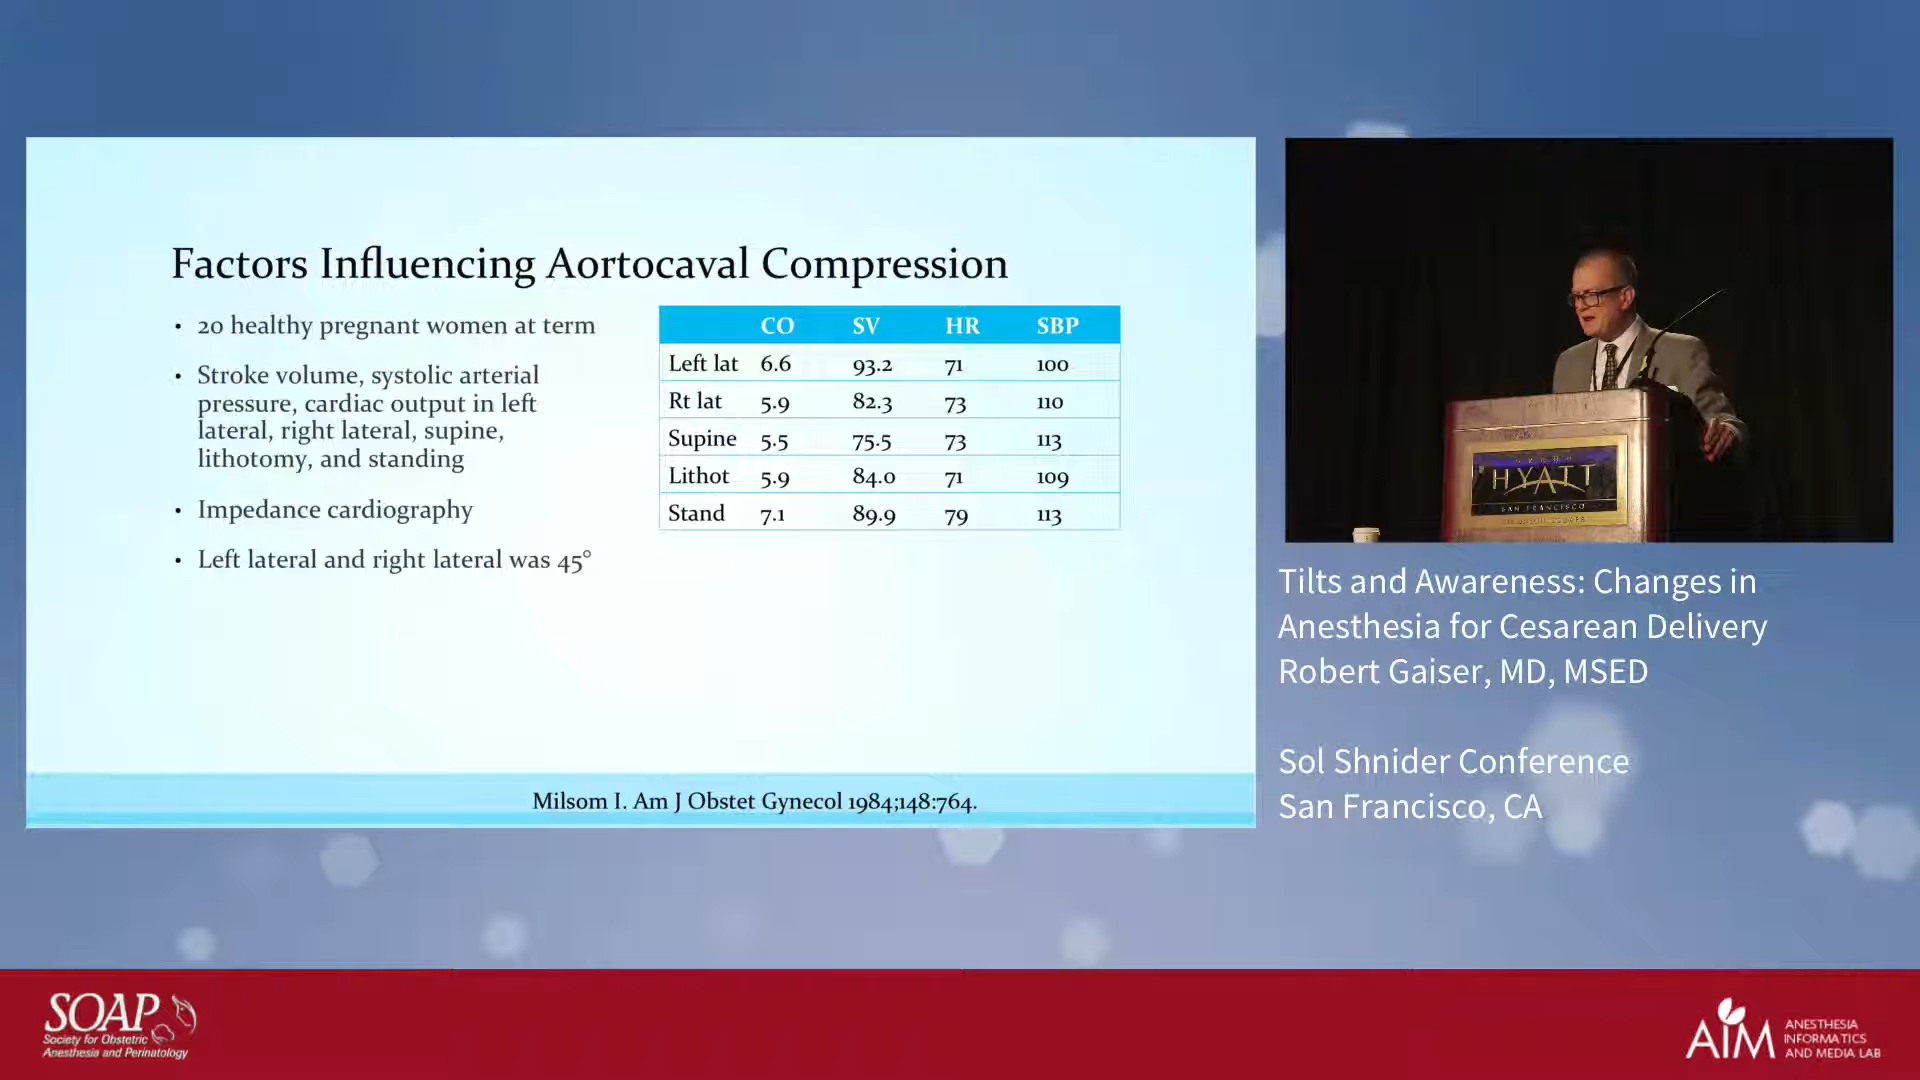 Factors Influencing Aortocaval Compression
• 20 healthy pregnant women at term
• Stroke volume, systolic arterial
pressure, cardiac output in left
lateral, right lateral, supine,
lithotomy, and standing
• Impedance cardiography
• Left lateral and right lateral was 45°
CO SV HR SBP
Left lat 6.6 93.2 71 100
Rt lat 5.9 82.3 73 110
Supine 5.5 75.5 73 113
Lithot 5.9 84.0 71 109
Stand 7.1 89.9 79 113
Milsom I. Am J Obstet Gynecol 1984;148:764.
HYATT
SAN FRANCISCO
Tilts and Awareness: Changes in
Anesthesia for Cesarean Delivery
Robert Gaiser, MD, MSED
Sol Shnider Conference
San Francisco, CA
SOAP
Society for Obstetric
Anesthesia and Perinatology
AIM
ANESTHESIA
INFORMATICS
AND MEDIA LAB